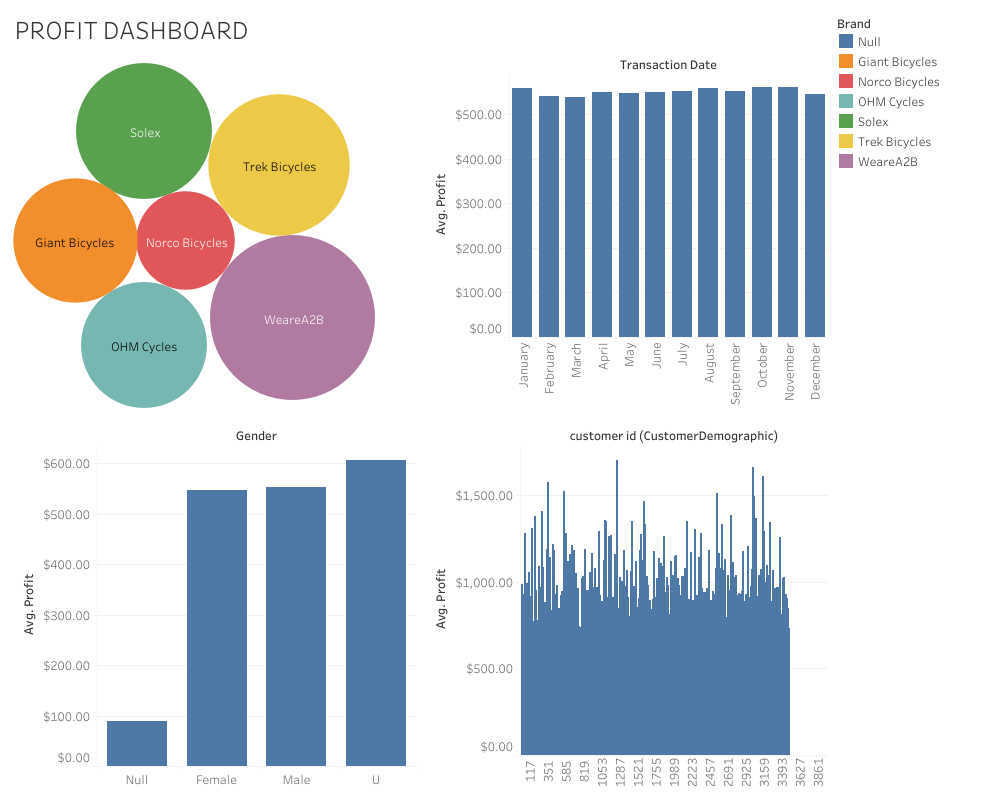 PROFIT DASHBOARD
Solex
Trek Bicycles
Giant Bicycles
Norco Bicycles
WeareA2B
OHM Cycles
Transaction Date
Avg. Profit
$500.00
$400.00
$300.00
$200.00
$100.00
$0.00
January
February
March
April
May
June
July
August
September
October
November
December
Brand
Null
Giant Bicycles
Norco Bicycles
OHM Cycles
Solex
Trek Bicycles
WeareA2B
Gender
Avg. Profit
$600.00
$500.00
$400.00
$300.00
$200.00
$100.00
$0.00
Null
Female
Male
U
customer id (CustomerDemographic)
Avg. Profit
$1,500.00
$1,000.00
$500.00
$0.00
117
351
585
819
1053
1287
1521
1755
1989
2223
2457
2691
2925
3159
3393
3627
3861